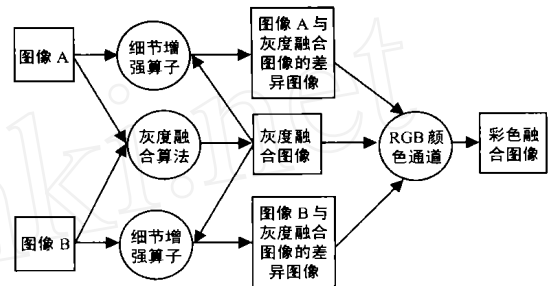 图像 A
细节增
强算子
图像 A 与
灰度融合
图像的差
异图像
灰度融
合算法
灰度融
合图像
RGB 颜
色通道
彩色融
合图像
图像 B
细节增
强算子
图像 B 与
灰度融合
图像的差
异图像
nki.net